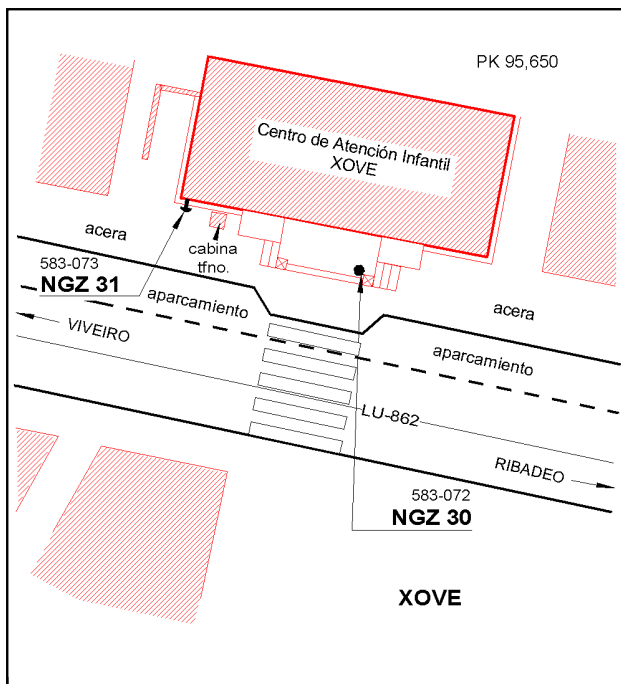 PK 95,650
Centro de Atención Infantil
XOVE
acera
cabina
tfno.
583-073
NGZ 31
aparcamiento
acera
VIVEIRO
aparcamiento
LU-862
RIBADEO
583-072
NGZ 30
XOVE